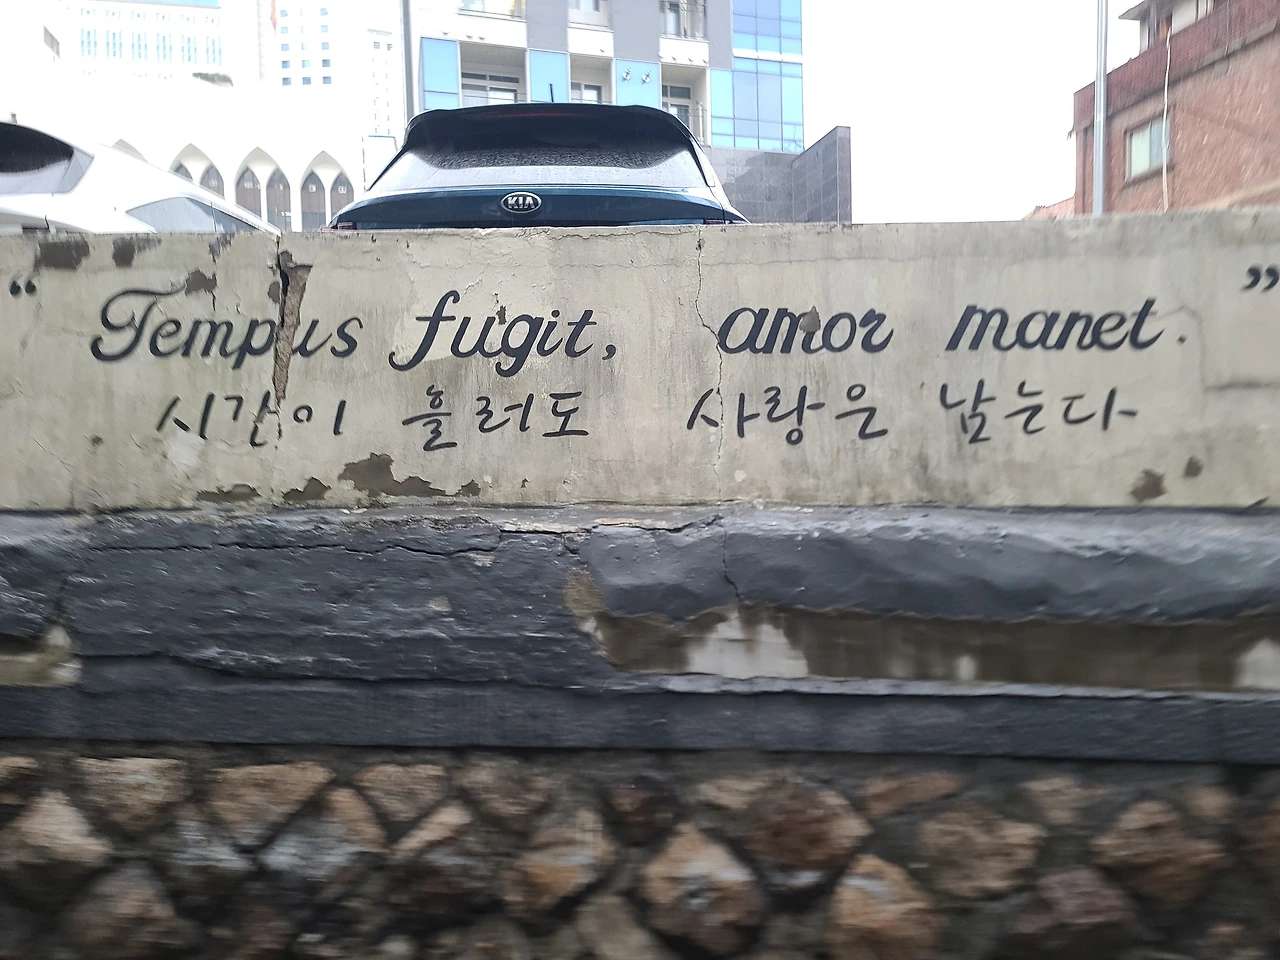 KIA
“Tempus fugit, amor manet.”
시간이 흘러도 사랑은 남는다